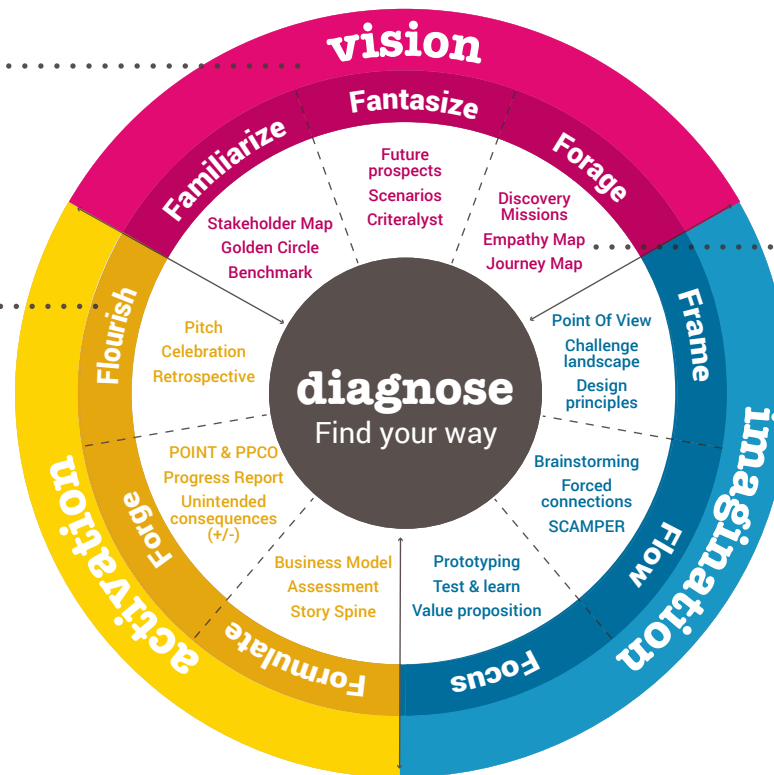 vision
Familiarize
Fantasize
Forage
Stakeholder Map
Golden Circle
Benchmark
Future
prospects
Scenarios
Criteralyst
Discovery
Missions
Empathy Map
Journey Map
imagination
Frame
Flow
Focus
Point Of View
Challenge
landscape
Design
principles
Brainstorming
Forced
connections
SCAMPER
Prototyping
Test & learn
Value proposition
activation
Formulate
Forge
Flourish
Business Model
Assessment
Story Spine
POINT & PPCO
Progress Report
Unintended
consequences
(+/-)
Pitch
Celebration
Retrospective
diagnose
Find your way